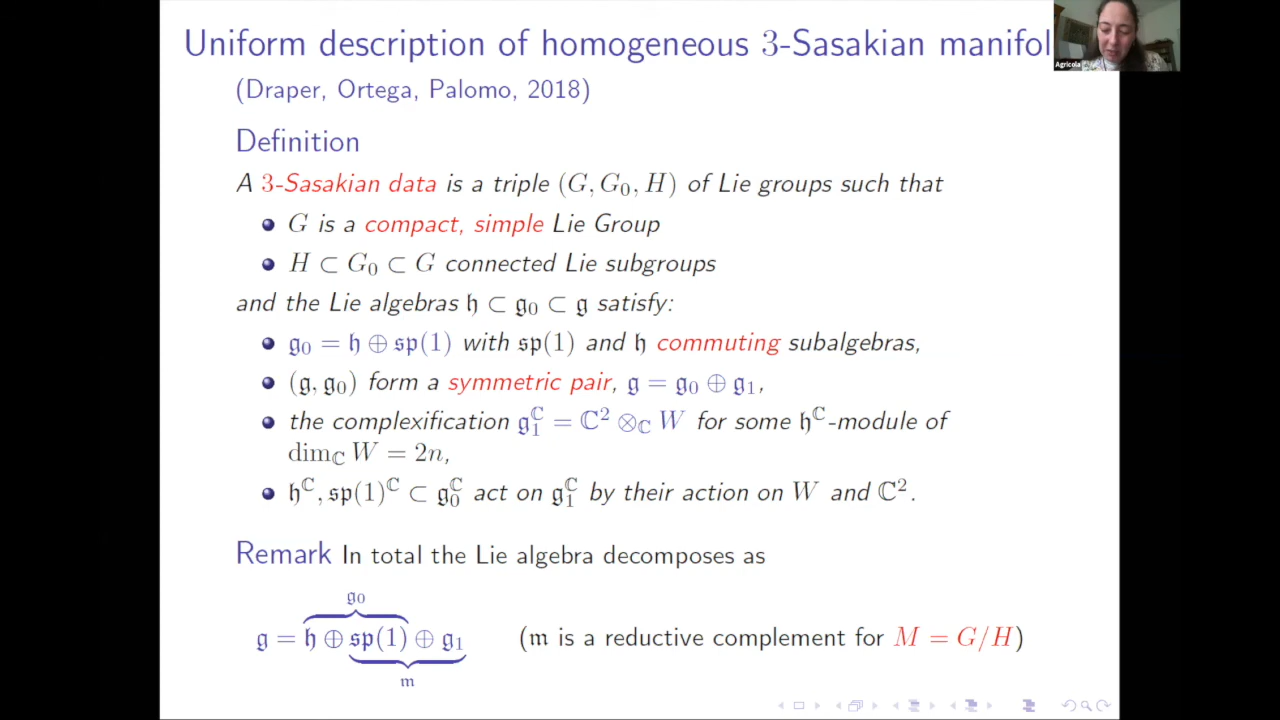 Uniform description of homogeneous 3-Sasakian manifol
Agricola
(Draper, Ortega, Palomo, 2018)
Definition
A 3-Sasakian data is a triple (G, G₀, H) of Lie groups such that
G is a compact, simple Lie Group
H ⊂ G₀ ⊂ G connected Lie subgroups
and the Lie algebras 𝔥 ⊂ 𝔤₀ ⊂ 𝔤 satisfy:
𝔤₀ = 𝔥 ⊕ 𝔰𝔭(1) with 𝔰𝔭(1) and 𝔥 commuting subalgebras,
(𝔤, 𝔤₀) form a symmetric pair, 𝔤 = 𝔤₀ ⊕ 𝔤₁,
the complexification 𝔤₁^ℂ = ℂ² ⊗_ℂ W for some 𝔥^ℂ-module of
dim_ℂ W = 2n,
𝔥^ℂ, 𝔰𝔭(1)^ℂ ⊂ 𝔤₀^ℂ act on 𝔤₁^ℂ by their action on W and ℂ².
Remark In total the Lie algebra decomposes as
𝔤₀
𝔤 = 𝔥 ⊕ 𝔰𝔭(1) ⊕ 𝔤₁ (𝔪 is a reductive complement for M = G/H)
𝔪